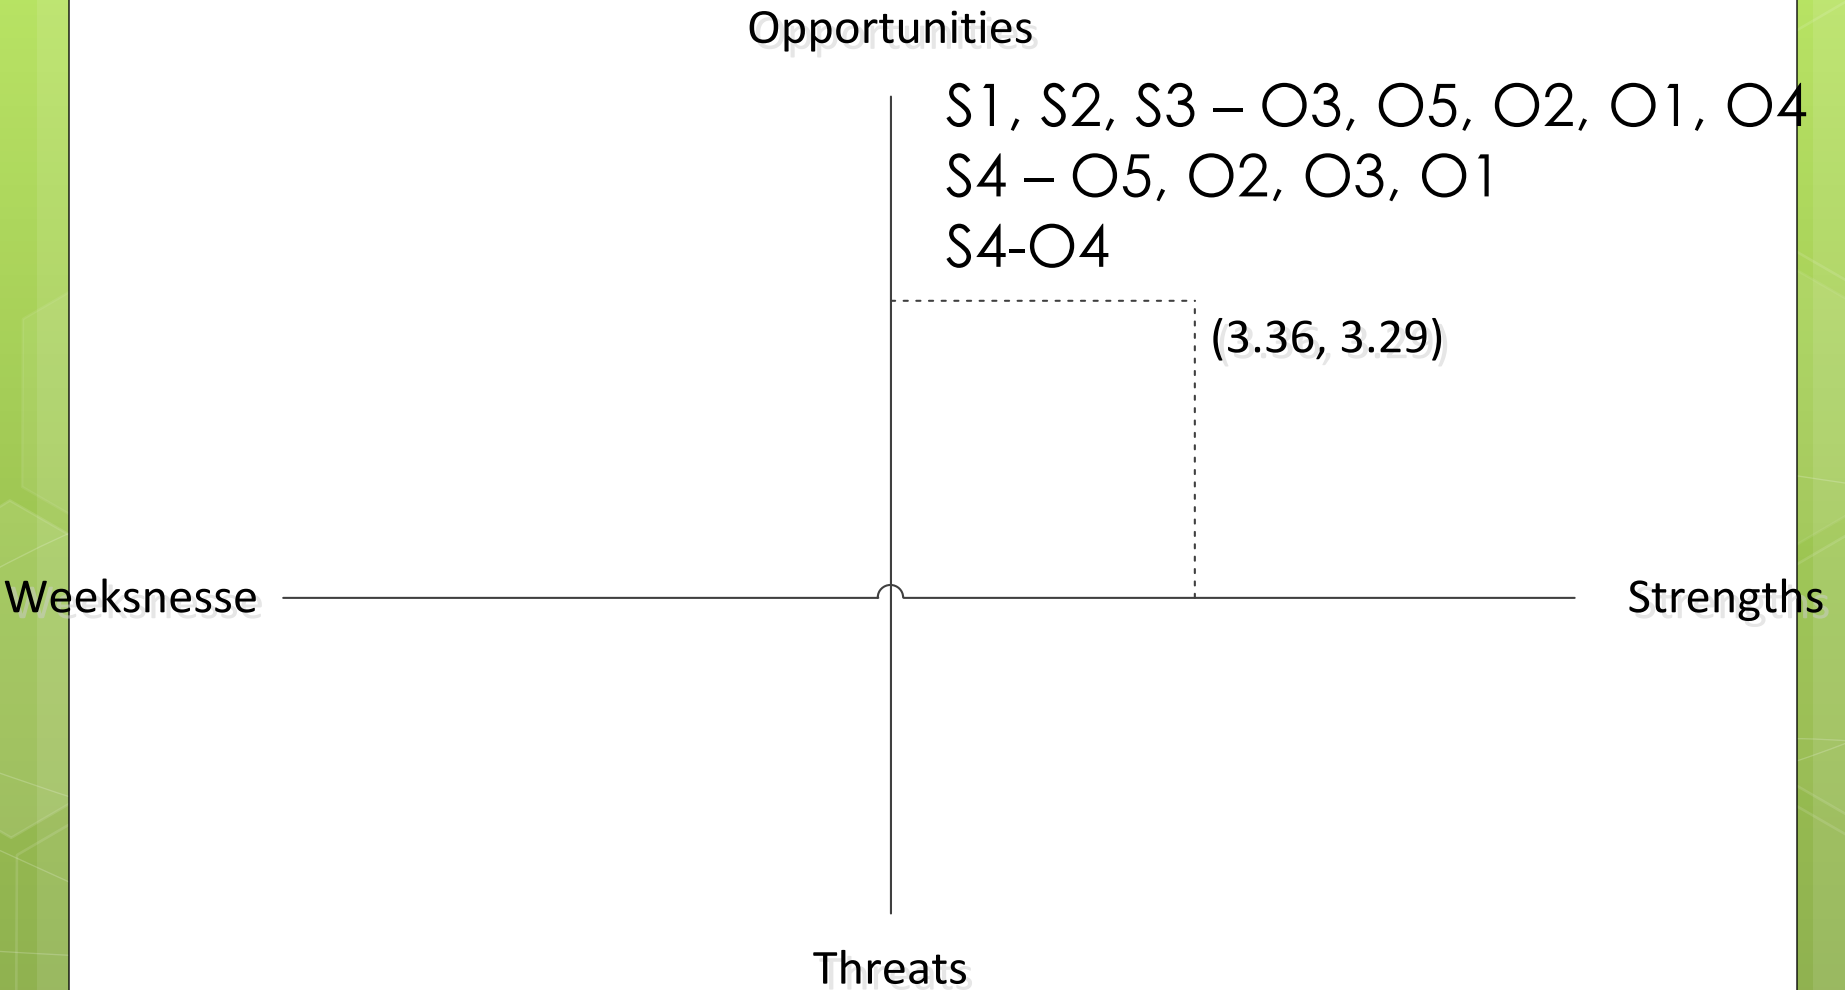 Opportunities
S1, S2, S3 – O3, O5, O2, O1, O4
S4 – O5, O2, O3, O1
S4-O4
(3.36, 3.29)
Weeksnesse
Strengths
Threats